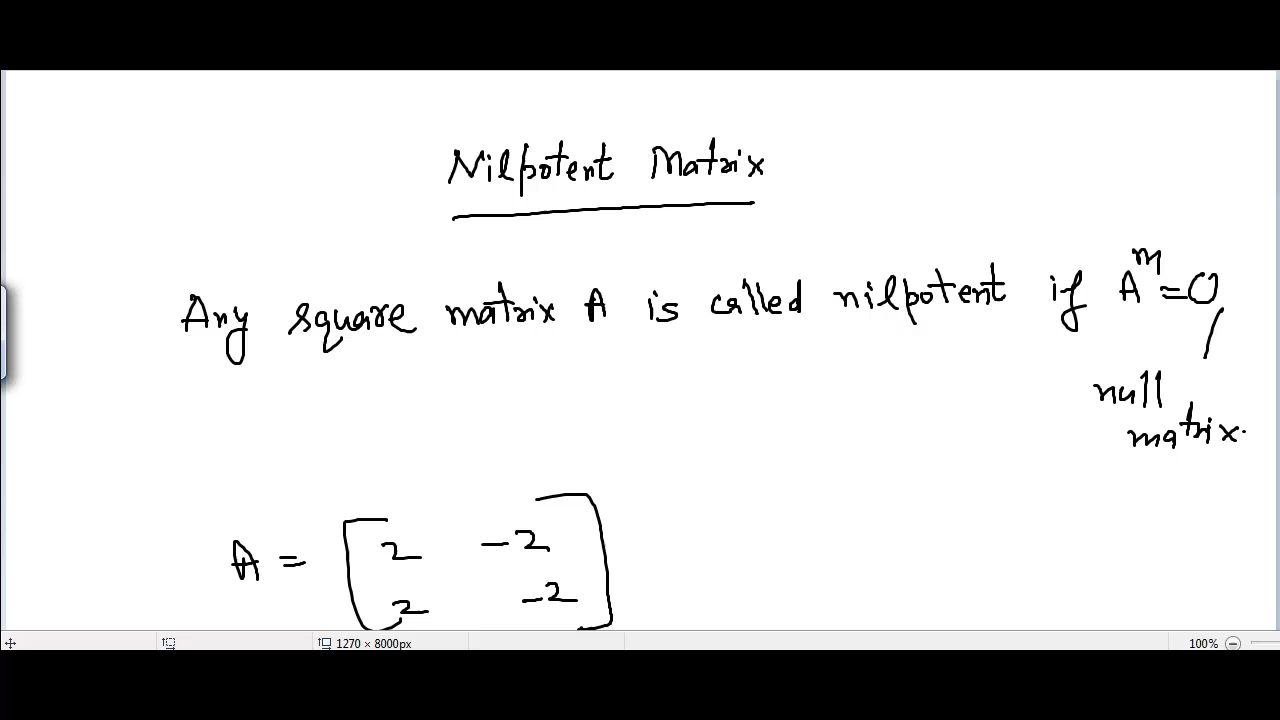 Nilpotent Matrix
Any square matrix A is called nilpotent if A^m = O
null
matrix.
A = [ 2 -2
2 -2 ]
1270 × 8000px
100%